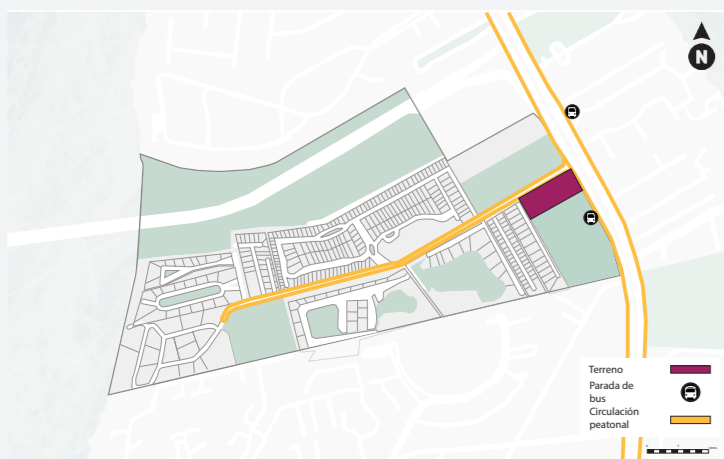 N
Terreno
Parada de
bus
Circulación
peatonal